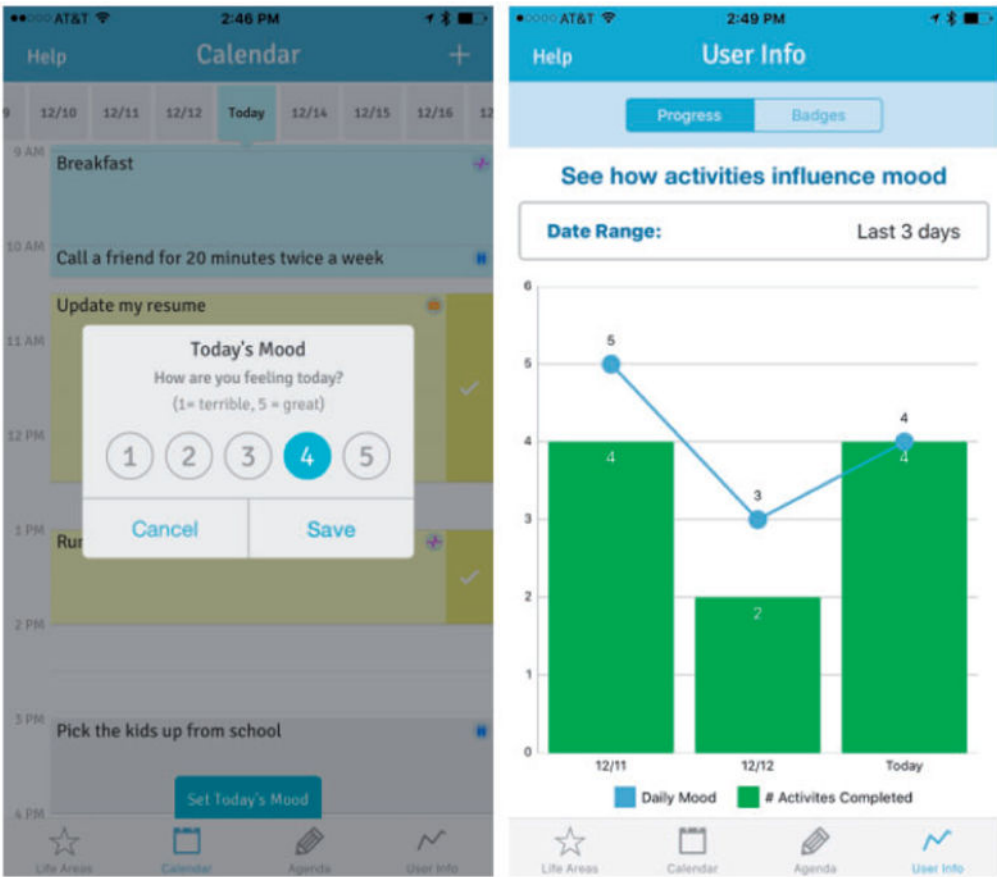 AT&T 2:46 PM
Help Calendar +
9 12/10 12/11 12/12 Today 12/14 12/15 12/16 12
9 AM Breakfast
10 AM
Call a friend for 20 minutes twice a week
Update my resume
11 AM
Today's Mood
How are you feeling today?
(1= terrible, 5 = great)
12 PM
1 2 3 4 5
Cancel Save
1 PM
Run
2 PM
3 PM
Pick the kids up from school
Set Today's Mood
4 PM
Life Areas Calendar Agenda User Info
AT&T 2:49 PM
Help User Info
Progress Badges
See how activities influence mood
Date Range: Last 3 days
6
5
5
4
4
4
4
3
3
2
2
1
0
12/11 12/12 Today
Daily Mood # Activites Completed
Life Areas Calendar Agenda User Info